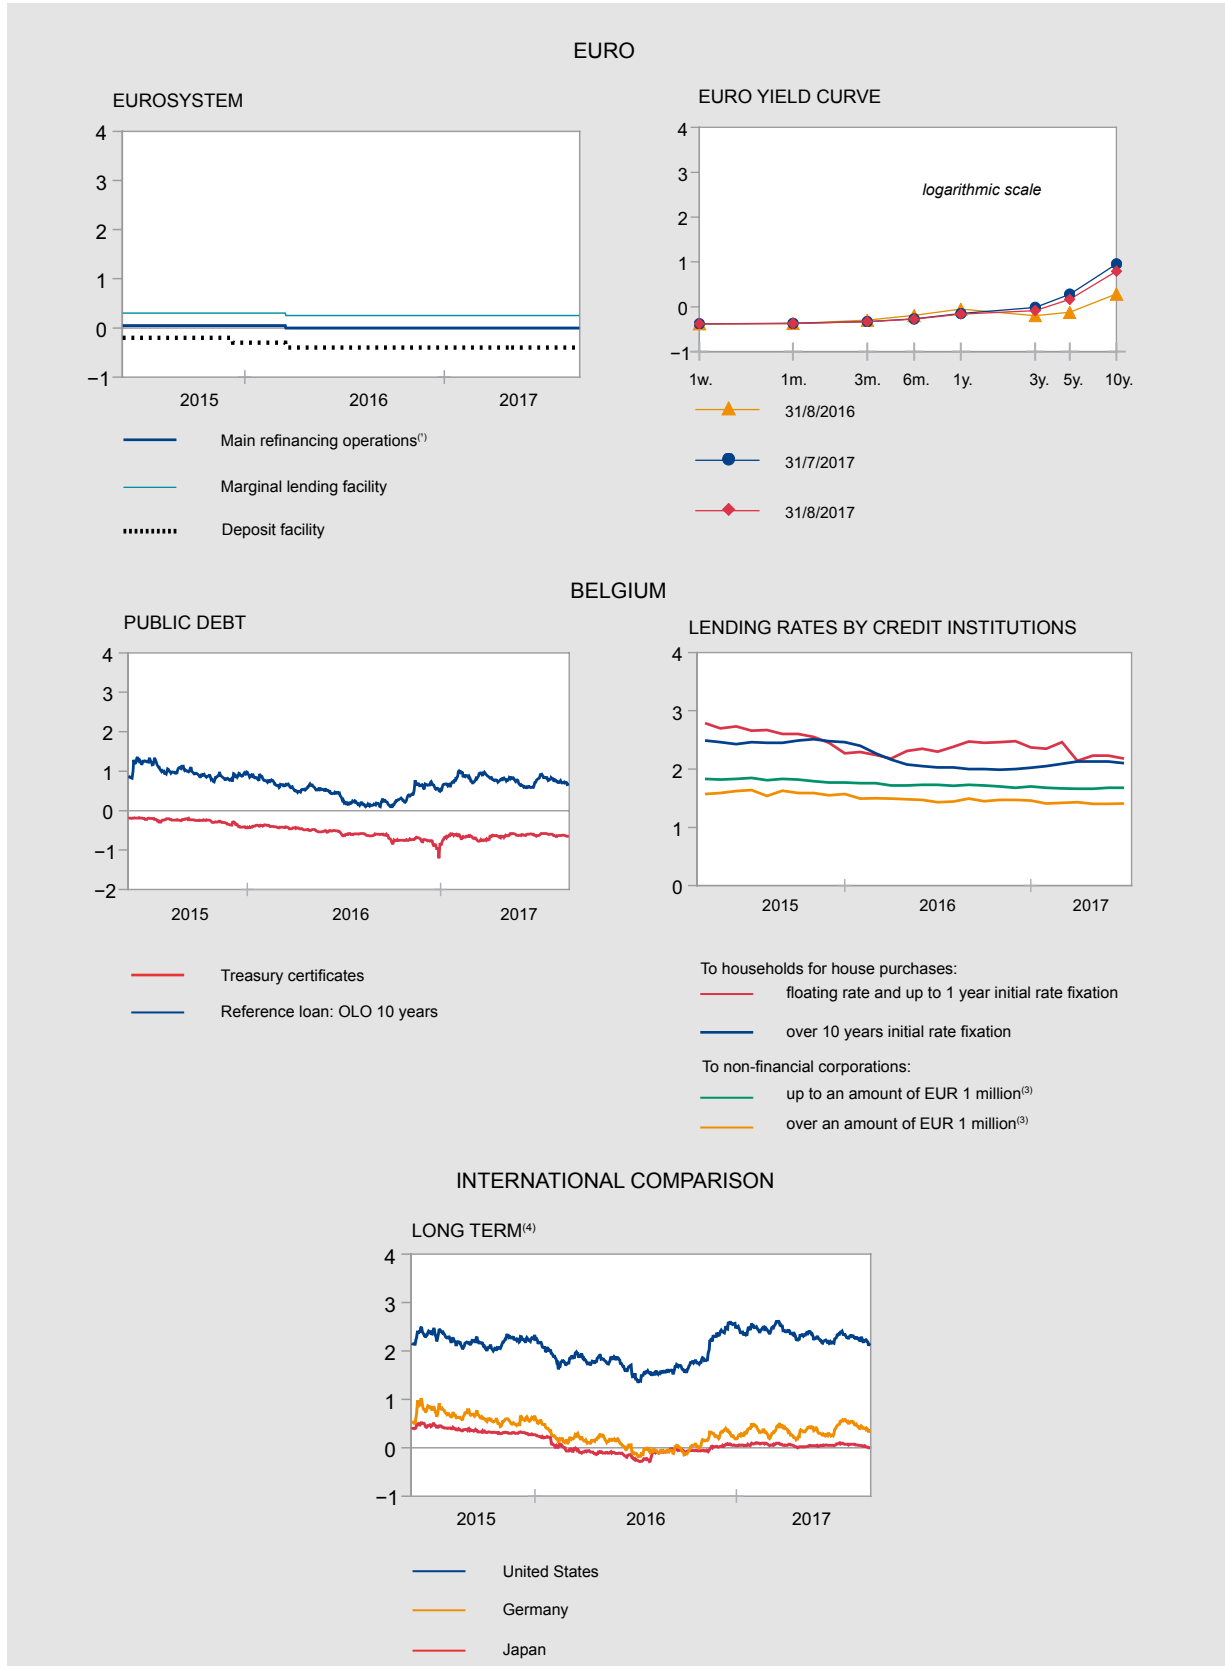 EURO
EUROSYSTEM
4
3
2
1
0
−1
2015 2016 2017
Main refinancing operations(¹)
Marginal lending facility
Deposit facility
EURO YIELD CURVE
4
3
2
1
0
−1
logarithmic scale
1w. 1m. 3m. 6m. 1y. 3y. 5y. 10y.
31/8/2016
31/7/2017
31/8/2017
BELGIUM
PUBLIC DEBT
4
3
2
1
0
−1
−2
2015 2016 2017
Treasury certificates
Reference loan: OLO 10 years
LENDING RATES BY CREDIT INSTITUTIONS
4
3
2
1
0
2015 2016 2017
To households for house purchases:
floating rate and up to 1 year initial rate fixation
over 10 years initial rate fixation
To non-financial corporations:
up to an amount of EUR 1 million(3)
over an amount of EUR 1 million(3)
INTERNATIONAL COMPARISON
LONG TERM(4)
4
3
2
1
0
−1
2015 2016 2017
United States
Germany
Japan